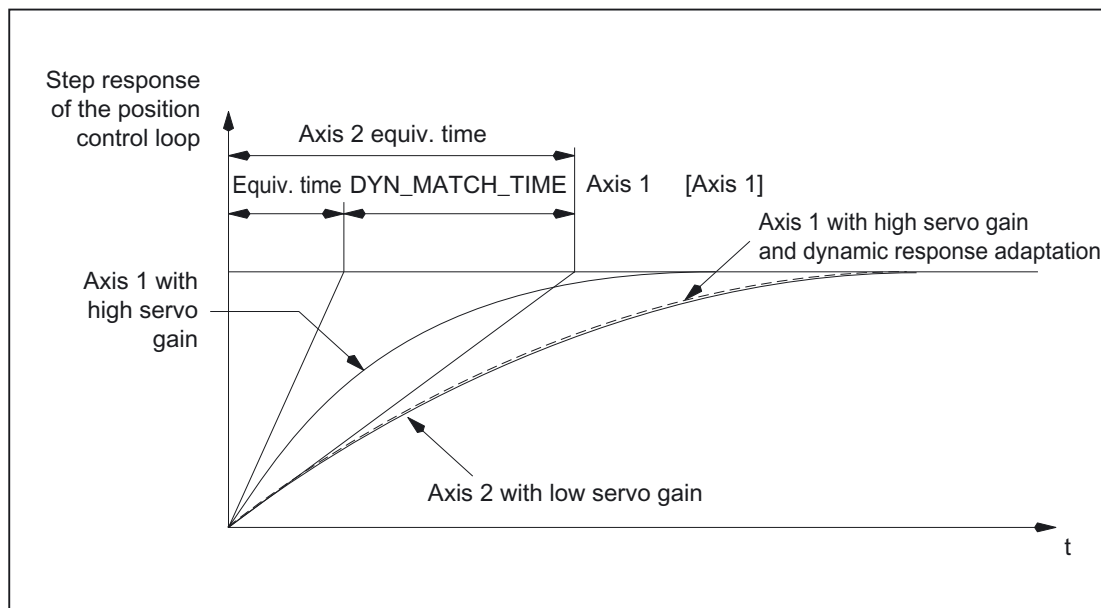 Step response
of the position
control loop
Axis 2 equiv. time
Equiv. time DYN_MATCH_TIME Axis 1 [Axis 1]
Axis 1 with high servo gain
and dynamic response adaptation
Axis 1 with
high servo
gain
Axis 2 with low servo gain
t